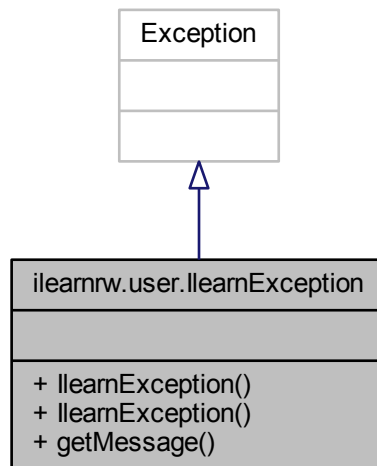 Exception
ilearnrw.user.IlearnException
+ IlearnException()
+ IlearnException()
+ getMessage()